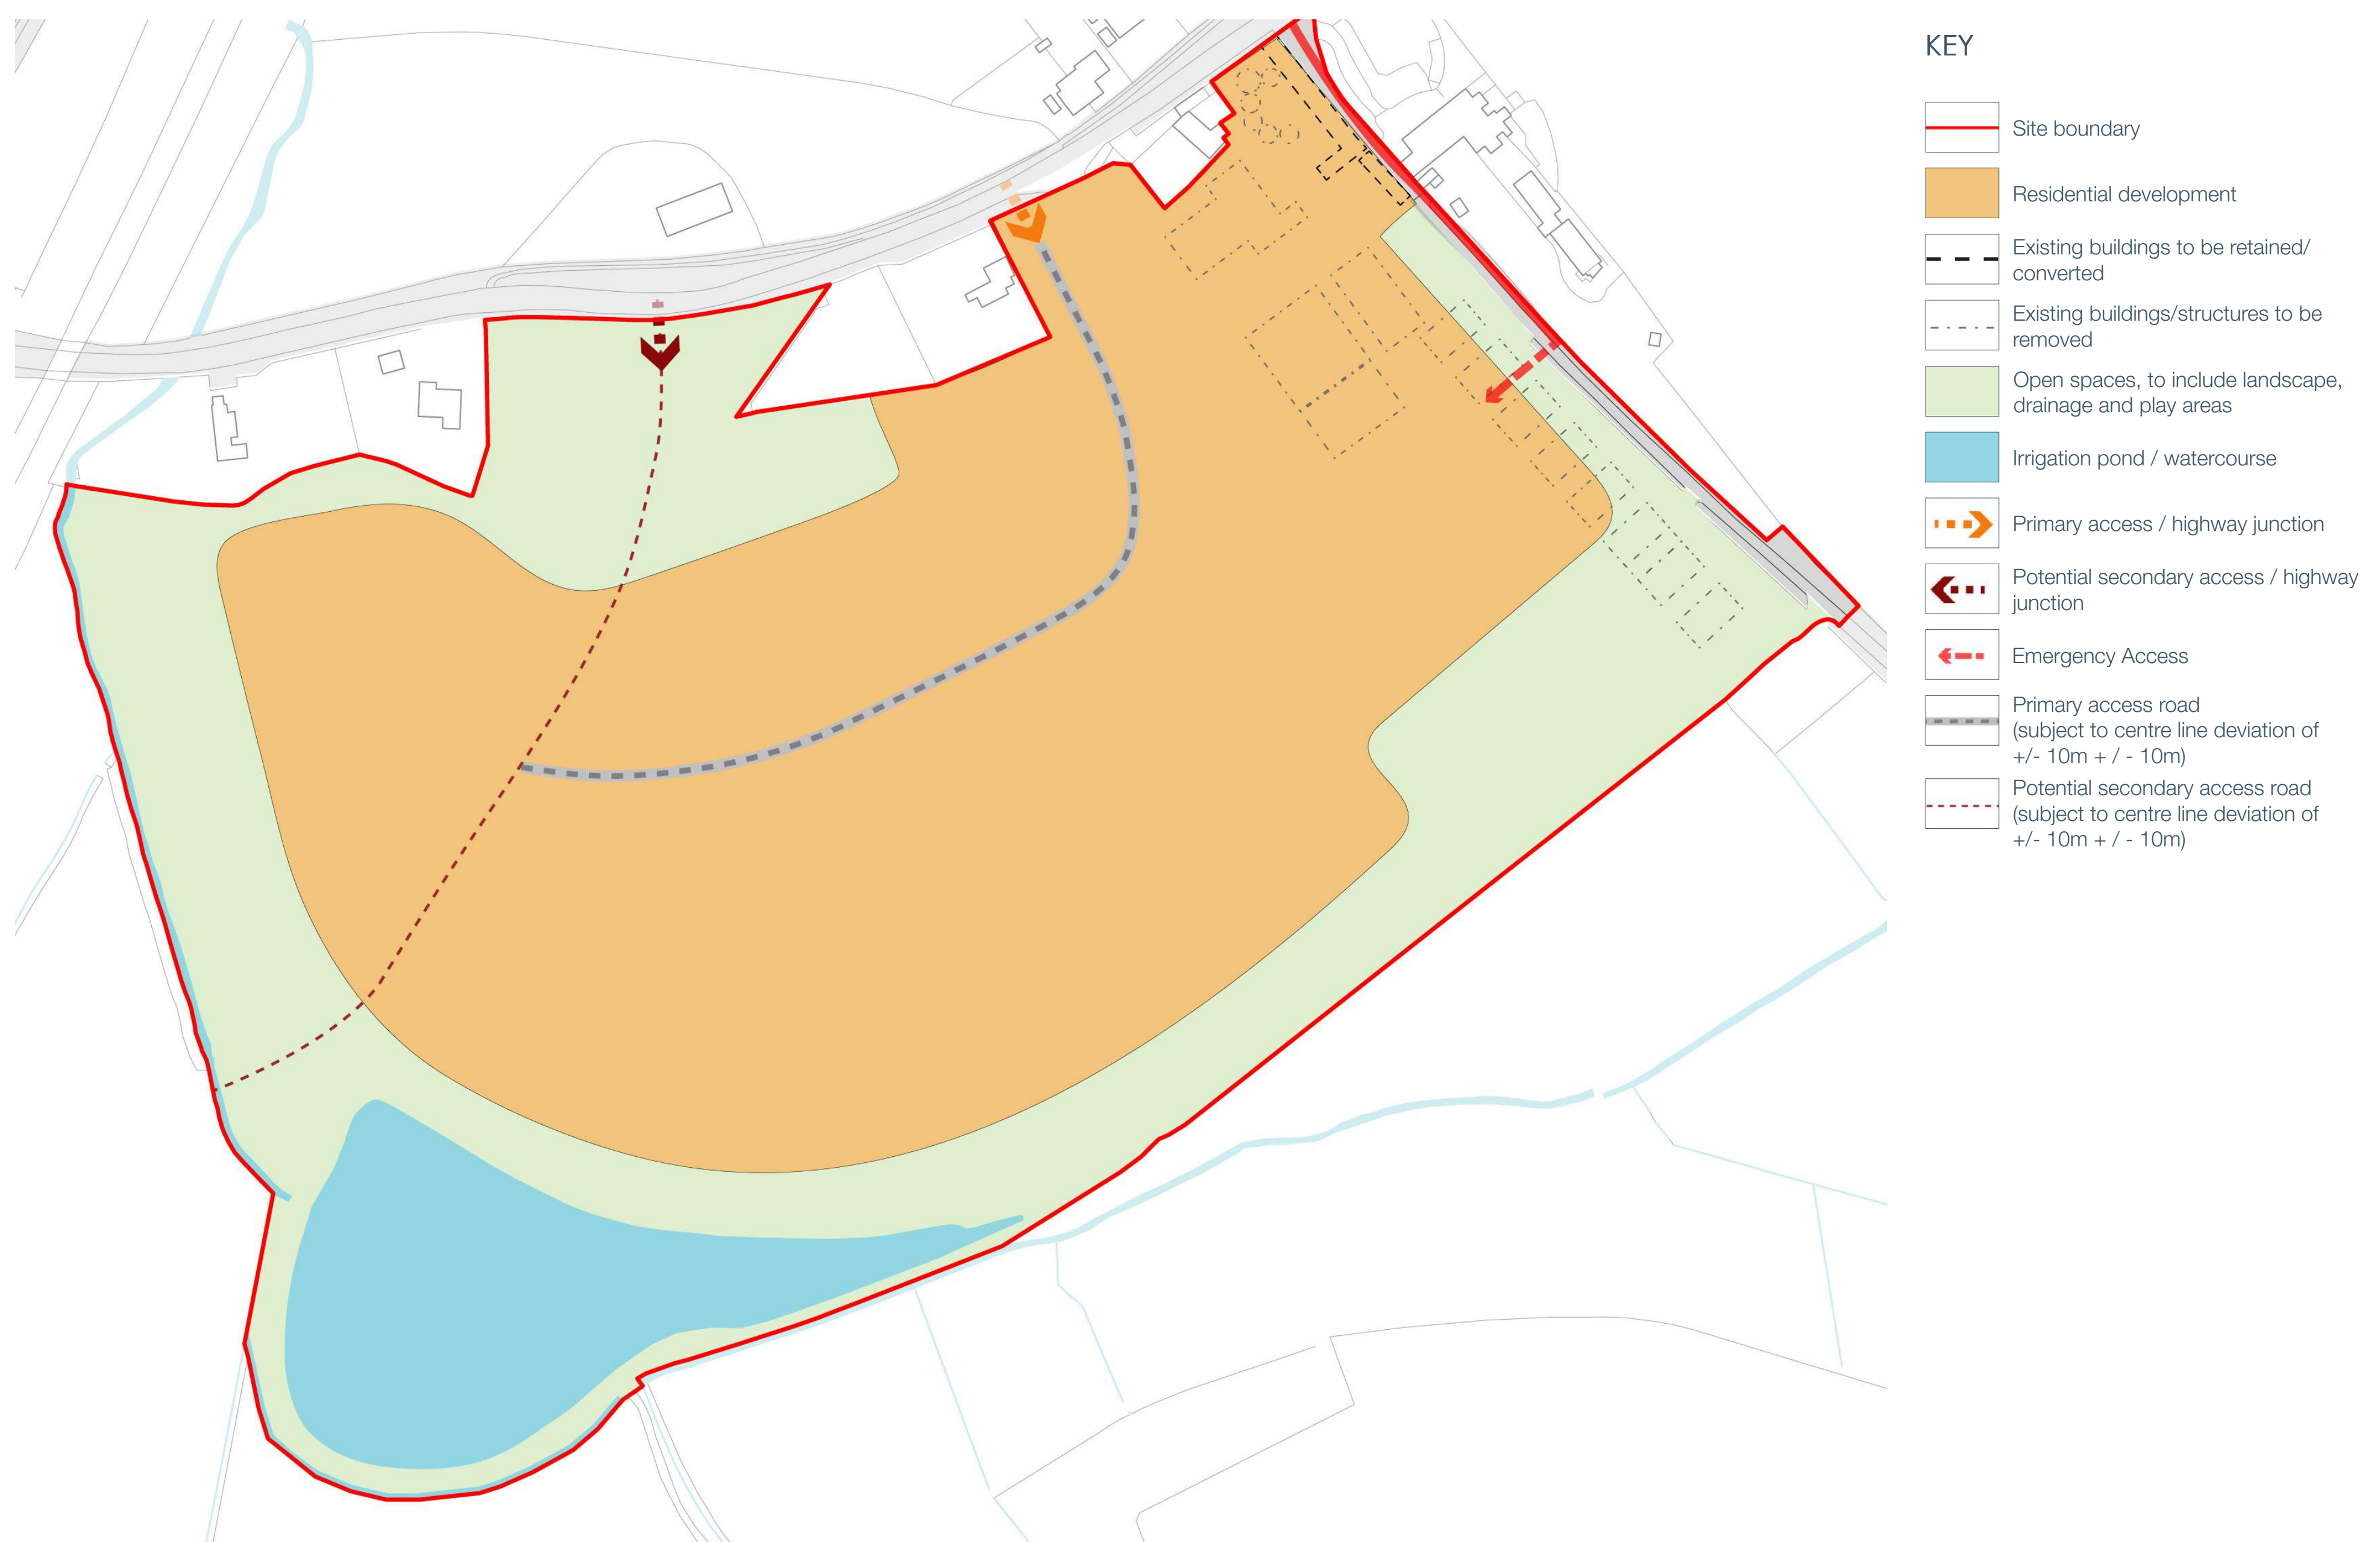 KEY
Site boundary
Residential development
Existing buildings to be retained/
converted
Existing buildings/structures to be
removed
Open spaces, to include landscape,
drainage and play areas
Irrigation pond / watercourse
Primary access / highway junction
Potential secondary access / highway
junction
Emergency Access
Primary access road
(subject to centre line deviation of
+/- 10m + / - 10m)
Potential secondary access road
(subject to centre line deviation of
+/- 10m + / - 10m)